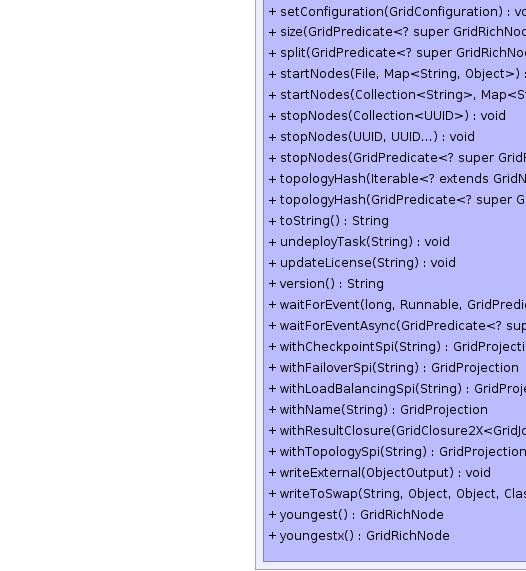 + setConfiguration(GridConfiguration) : vo
+ size(GridPredicate<? super GridRichNod
+ split(GridPredicate<? super GridRichNo
+ startNodes(File, Map<String, Object>) :
+ startNodes(Collection<String>, Map<St
+ stopNodes(Collection<UUID>) : void
+ stopNodes(UUID, UUID...) : void
+ stopNodes(GridPredicate<? super GridR
+ topologyHash(Iterable<? extends GridN
+ topologyHash(GridPredicate<? super G
+ toString() : String
+ undeployTask(String) : void
+ updateLicense(String) : void
+ version() : String
+ waitForEvent(long, Runnable, GridPredic
+ waitForEventAsync(GridPredicate<? sup
+ withCheckpointSpi(String) : GridProjecti
+ withFailoverSpi(String) : GridProjection
+ withLoadBalancingSpi(String) : GridProje
+ withName(String) : GridProjection
+ withResultClosure(GridClosure2X<GridJo
+ withTopologySpi(String) : GridProjection
+ writeExternal(ObjectOutput) : void
+ writeToSwap(String, Object, Object, Clas
+ youngest() : GridRichNode
+ youngestx() : GridRichNode